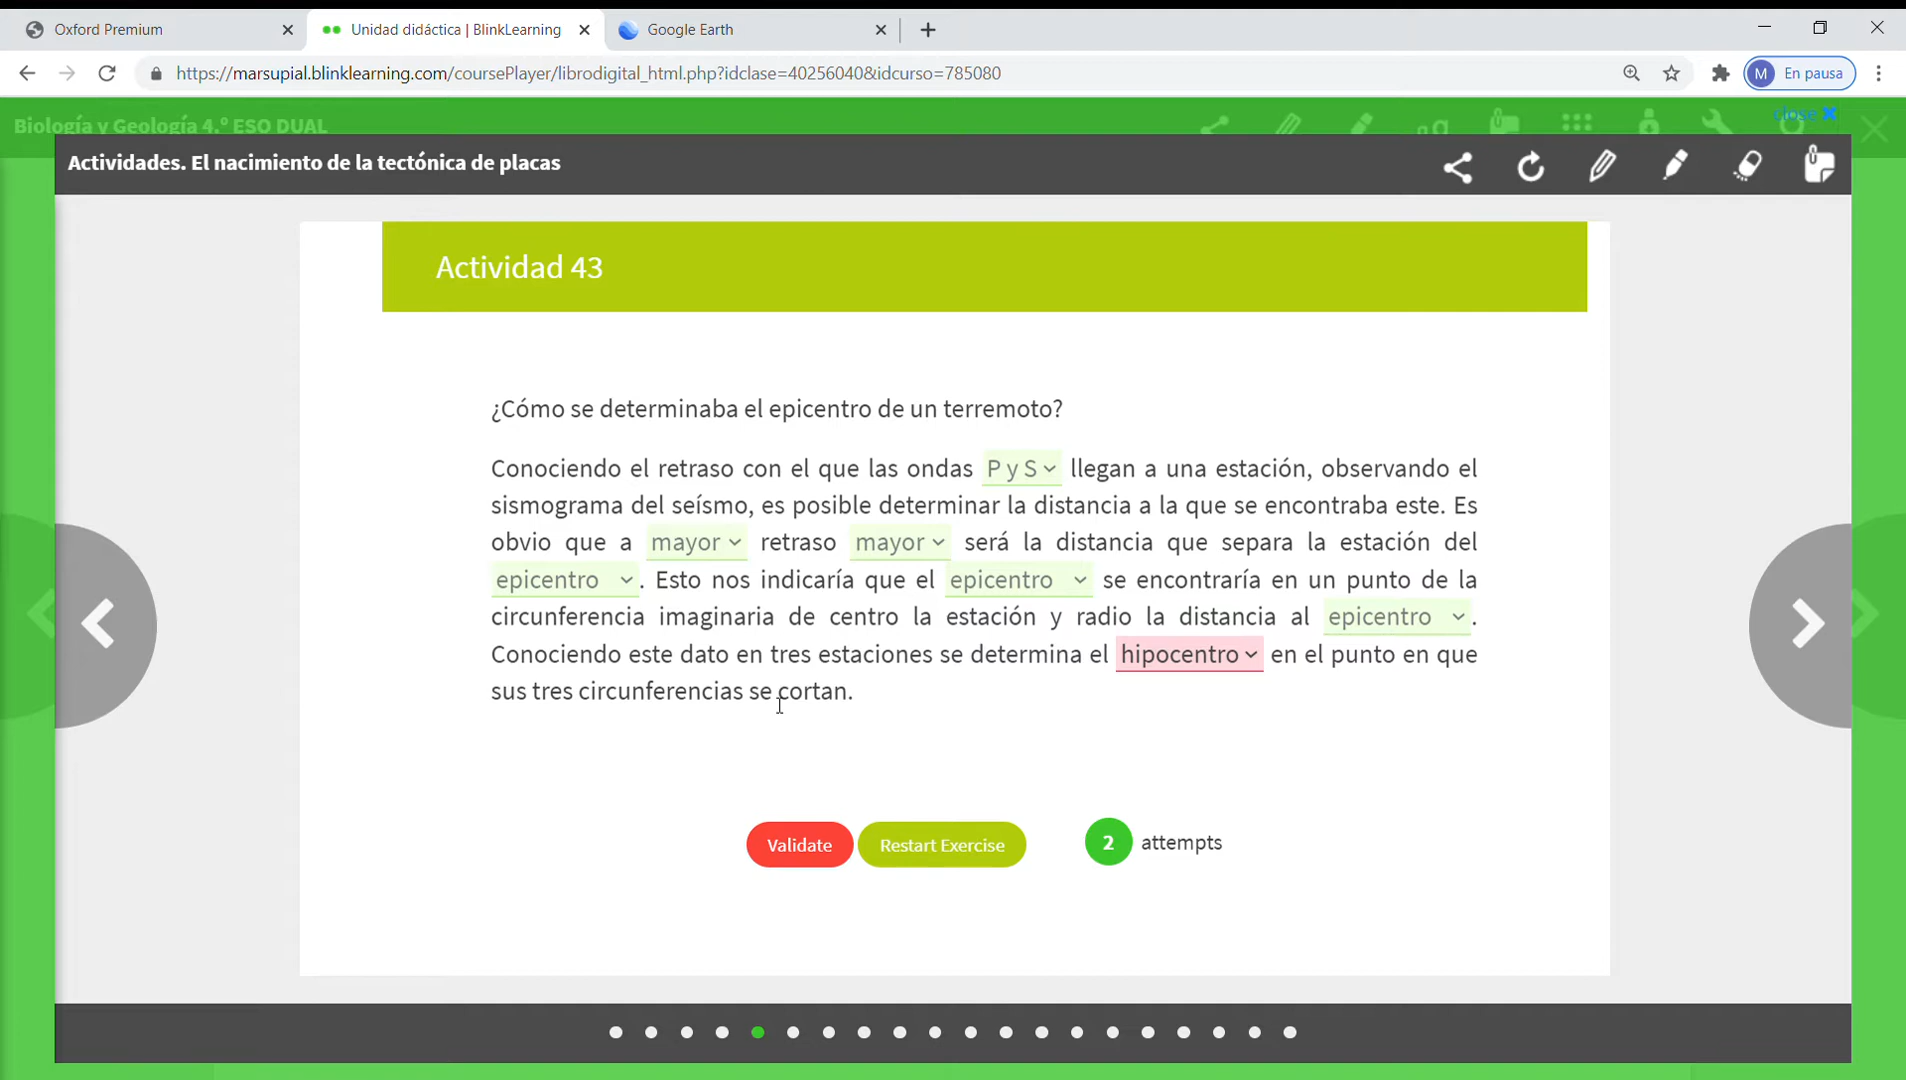 Oxford Premium
Unidad didáctica | BlinkLearning
Google Earth
https://marsupial.blinklearning.com/coursePlayer/librodigital_html.php?idclase=40256040&idcurso=785080
M En pausa
Biología y Geología 4.º ESO DUAL
close
Actividades. El nacimiento de la tectónica de placas
Actividad 43
¿Cómo se determinaba el epicentro de un terremoto?
Conociendo el retraso con el que las ondas P y S llegan a una estación, observando el
sismograma del seísmo, es posible determinar la distancia a la que se encontraba este. Es
obvio que a mayor retraso mayor será la distancia que separa la estación del
epicentro . Esto nos indicaría que el epicentro se encontraría en un punto de la
circunferencia imaginaria de centro la estación y radio la distancia al epicentro .
Conociendo este dato en tres estaciones se determina el hipocentro en el punto en que
sus tres circunferencias se cortan.
Validate
Restart Exercise
2 attempts